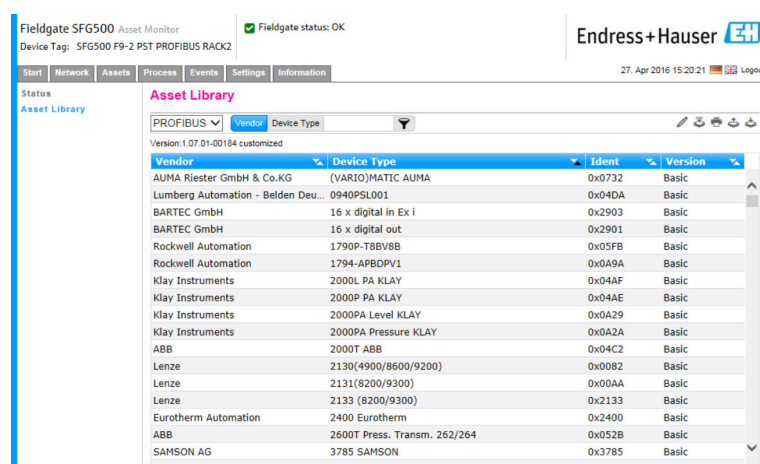 Fieldgate SFG500 Asset Monitor
Device Tag: SFG500 F9-2 PST PROFIBUS RACK2
Fieldgate status: OK
Endress+Hauser EH
Start Network Assets Process Events Settings Information
27. Apr 2016 15:20:21 Logou
Status
Asset Library
Asset Library
PROFIBUS Vendor Device Type
Version:1.07.01-00184 customized
Vendor Device Type Ident Version
AUMA Riester GmbH & Co.KG (VARIO)MATIC AUMA 0x0732 Basic
Lumberg Automation - Belden Deu... 0940PSL001 0x04DA Basic
BARTEC GmbH 16 x digital in Ex i 0x2903 Basic
BARTEC GmbH 16 x digital out 0x2901 Basic
Rockwell Automation 1790P-T8BV8B 0x05FB Basic
Rockwell Automation 1794-APBDPV1 0x0A9A Basic
Klay Instruments 2000L PA KLAY 0x04AF Basic
Klay Instruments 2000P PA KLAY 0x04AE Basic
Klay Instruments 2000PA Level KLAY 0x0A29 Basic
Klay Instruments 2000PA Pressure KLAY 0x0A2A Basic
ABB 2000T ABB 0x04C2 Basic
Lenze 2130(4900/8600/9200) 0x0082 Basic
Lenze 2131(8200/9300) 0x00AA Basic
Lenze 2133 (8200/9300) 0x2133 Basic
Eurotherm Automation 2400 Eurotherm 0x2400 Basic
ABB 2600T Press. Transm. 262/264 0x052B Basic
SAMSON AG 3785 SAMSON 0x3785 Basic